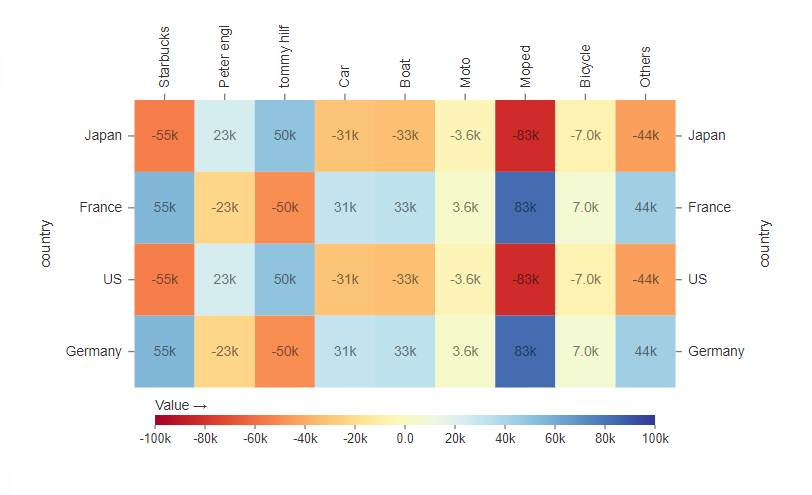 Starbucks Peter engl tommy hilf Car Boat Moto Moped Bicycle Others
Japan -55k 23k 50k -31k -33k -3.6k -83k -7.0k -44k Japan
France 55k -23k -50k 31k 33k 3.6k 83k 7.0k 44k France
country
country
US -55k 23k 50k -31k -33k -3.6k -83k -7.0k -44k US
Germany 55k -23k -50k 31k 33k 3.6k 83k 7.0k 44k Germany
Value →
-100k -80k -60k -40k -20k 0.0 20k 40k 60k 80k 100k